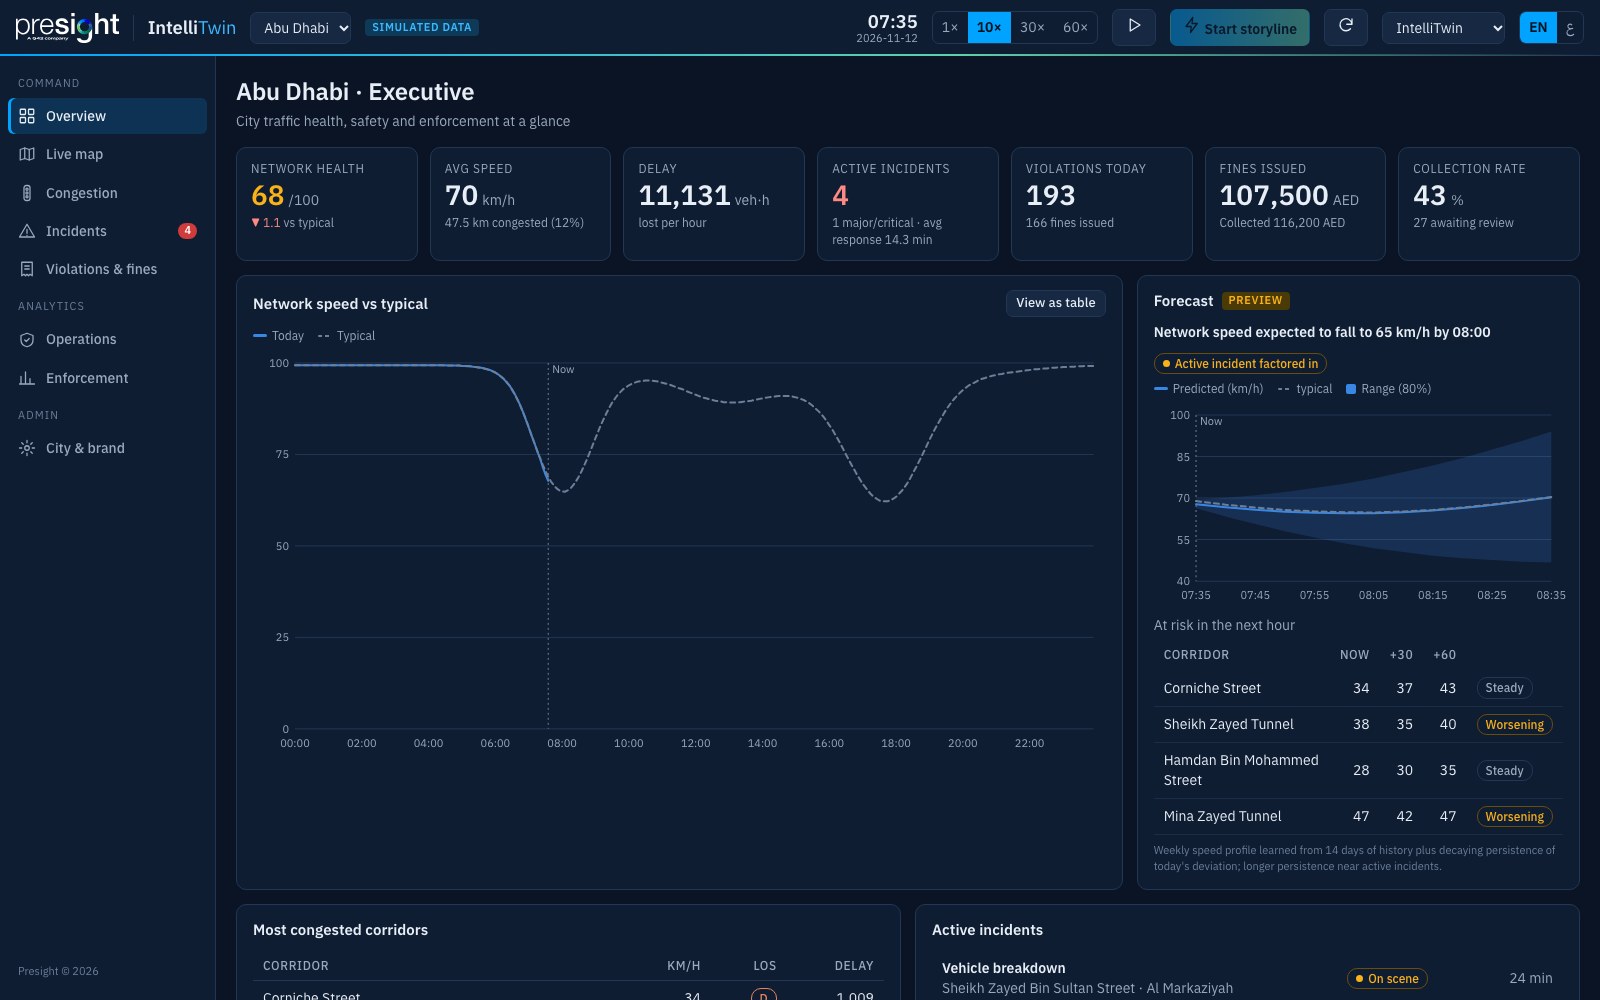 presight
A G42 company
IntelliTwin
Abu Dhabi
SIMULATED DATA
07:35
2026-11-12
1×
10×
30×
60×
Start storyline
IntelliTwin
EN
ع
COMMAND
Overview
Live map
Congestion
Incidents
4
Violations & fines
ANALYTICS
Operations
Enforcement
ADMIN
City & brand
Presight © 2026
Abu Dhabi · Executive
City traffic health, safety and enforcement at a glance
NETWORK HEALTH
68 /100
▼ 1.1 vs typical
AVG SPEED
70 km/h
47.5 km congested (12%)
DELAY
11,131 veh·h
lost per hour
ACTIVE INCIDENTS
4
1 major/critical · avg
response 14.3 min
VIOLATIONS TODAY
193
166 fines issued
FINES ISSUED
107,500 AED
Collected 116,200 AED
COLLECTION RATE
43 %
27 awaiting review
Network speed vs typical
View as table
Today
Typical
100
75
50
25
0
Now
00:00
02:00
04:00
06:00
08:00
10:00
12:00
14:00
16:00
18:00
20:00
22:00
Forecast
PREVIEW
Network speed expected to fall to 65 km/h by 08:00
Active incident factored in
Predicted (km/h)
typical
Range (80%)
100
85
70
55
40
Now
07:35
07:45
07:55
08:05
08:15
08:25
08:35
At risk in the next hour
CORRIDOR NOW +30 +60
Corniche Street 34 37 43 Steady
Sheikh Zayed Tunnel 38 35 40 Worsening
Hamdan Bin Mohammed
Street 28 30 35 Steady
Mina Zayed Tunnel 47 42 47 Worsening
Weekly speed profile learned from 14 days of history plus decaying persistence of
today's deviation; longer persistence near active incidents.
Most congested corridors
CORRIDOR KM/H LOS DELAY
Corniche Street 34 D 1,009
Active incidents
Vehicle breakdown
Sheikh Zayed Bin Sultan Street · Al Markaziyah
On scene
24 min